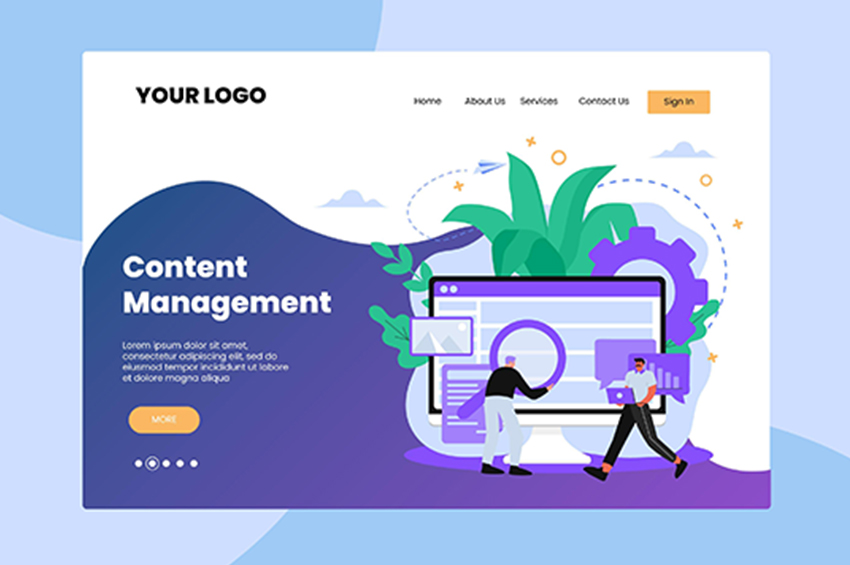 YOUR LOGO
Home About Us Services Contact Us Sign In
Content
Management
Lorem ipsum dolor sit amet,
consectetur adipiscing elit, sed do
eiusmod tempor incididunt ut labore
et dolore magna aliqua
MORE